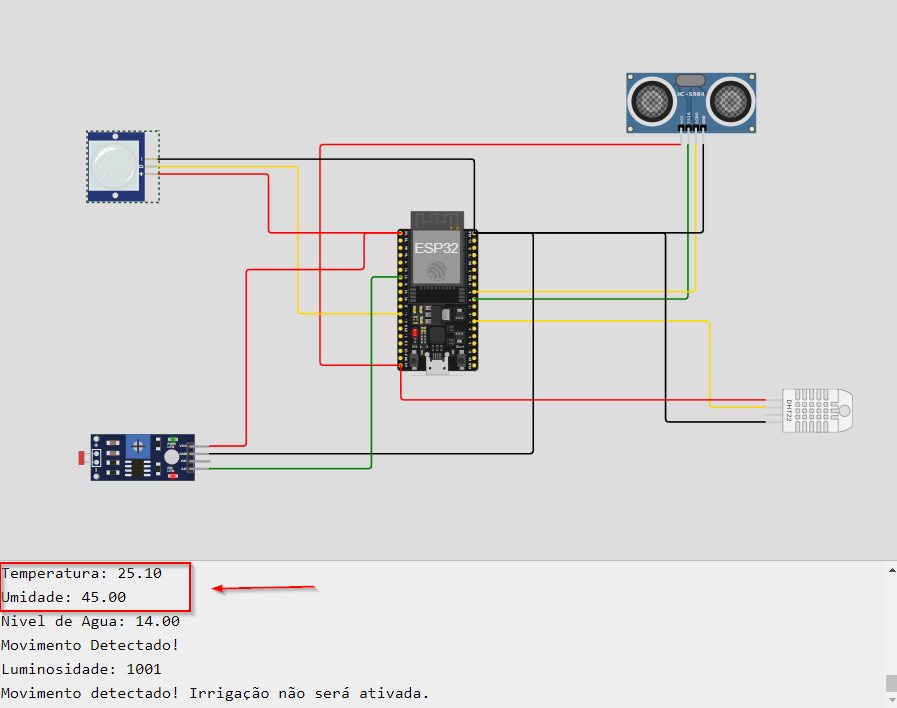 HC-SR04
ESP32
DHT22
Temperatura: 25.10
Umidade: 45.00
Nivel de Agua: 14.00
Movimento Detectado!
Luminosidade: 1001
Movimento detectado! Irrigação não será ativada.